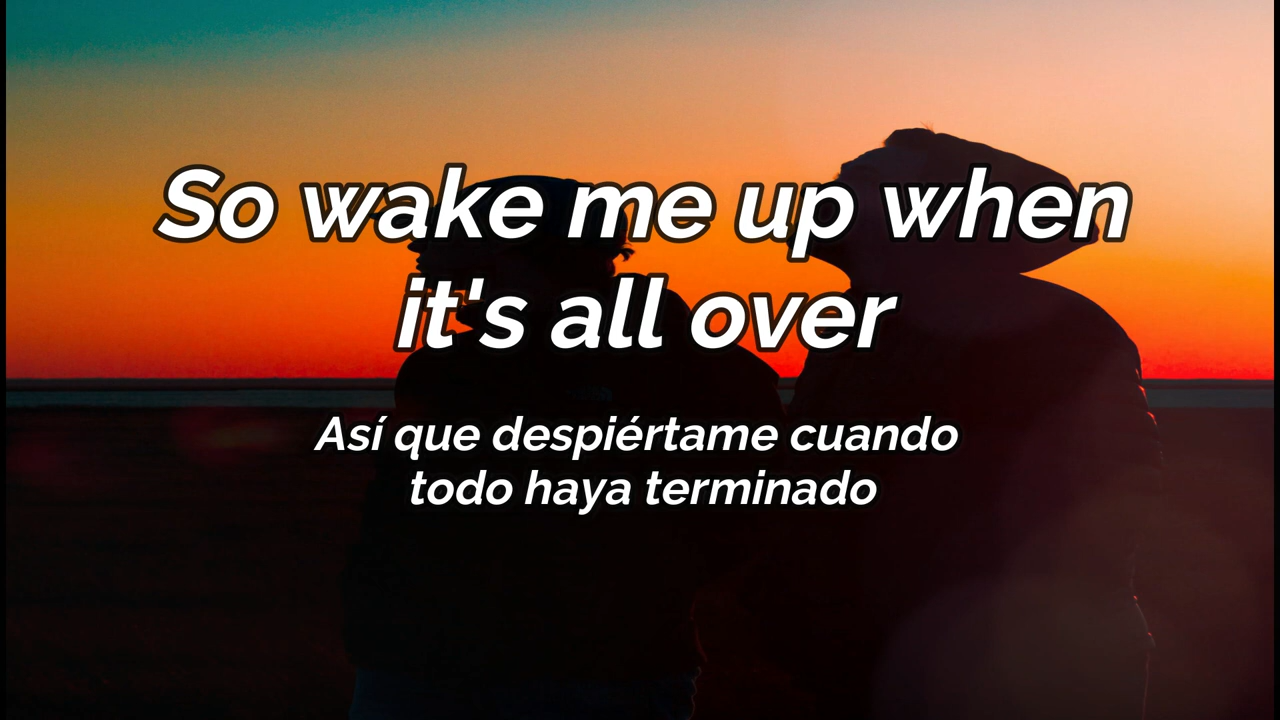 So wake me up when
it's all over
Así que despiértame cuando
todo haya terminado